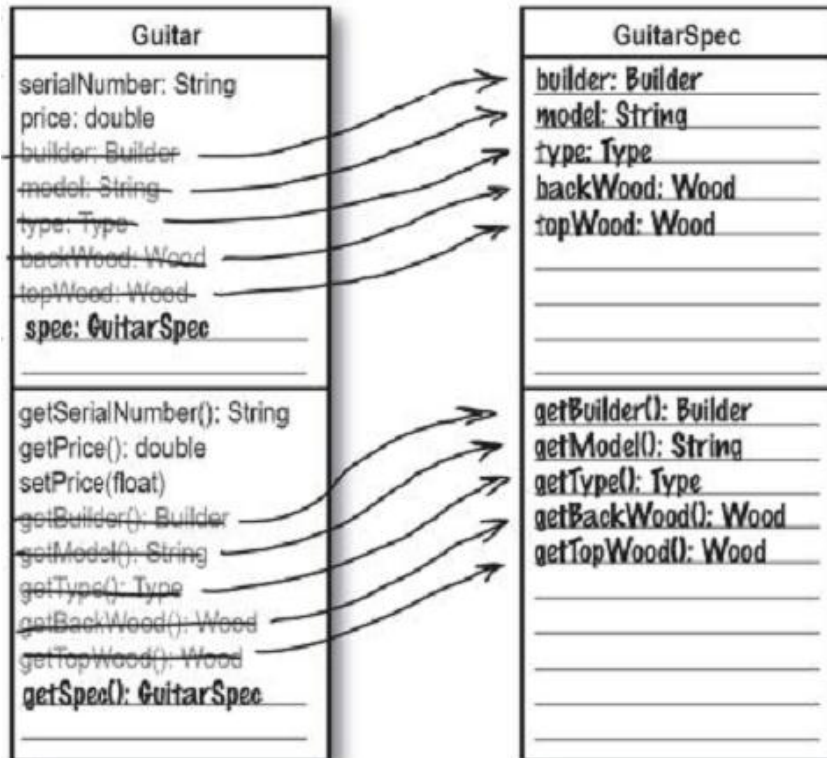 Guitar
serialNumber: String
price: double
builder: Builder
model: String
type: Type
backWood: Wood
topWood: Wood
spec: GuitarSpec
getSerialNumber(): String
getPrice(): double
setPrice(float)
getBuilder(): Builder
getModel(): String
getType(): Type
getBackWood(): Wood
getTopWood(): Wood
getSpec(): GuitarSpec
GuitarSpec
builder: Builder
model: String
type: Type
backWood: Wood
topWood: Wood
getBuilder(): Builder
getModel(): String
getType(): Type
getBackWood(): Wood
getTopWood(): Wood